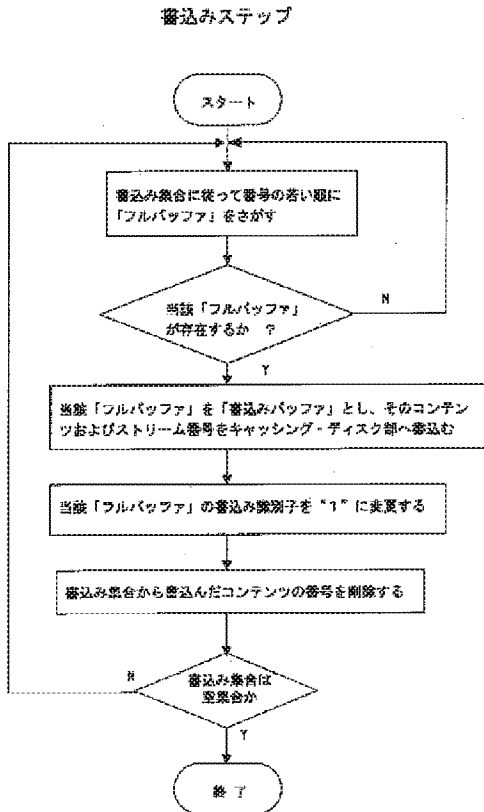 書込みステップ
スタート
書込み集合に従って番号の若い順に
「フルバッファ」をさがす
当該「フルバッファ」
が存在するか ?
N
Y
当該「フルバッファ」を「書込みバッファ」とし、そのコンテン
ツおよびストリーム番号をキャッシング・ディスク部へ書込む
当該「フルバッファ」の書込み識別子を“1”に変更する
書込み集合から書込んだコンテンツの番号を削除する
書込み集合は
空集合か
N
Y
終 了